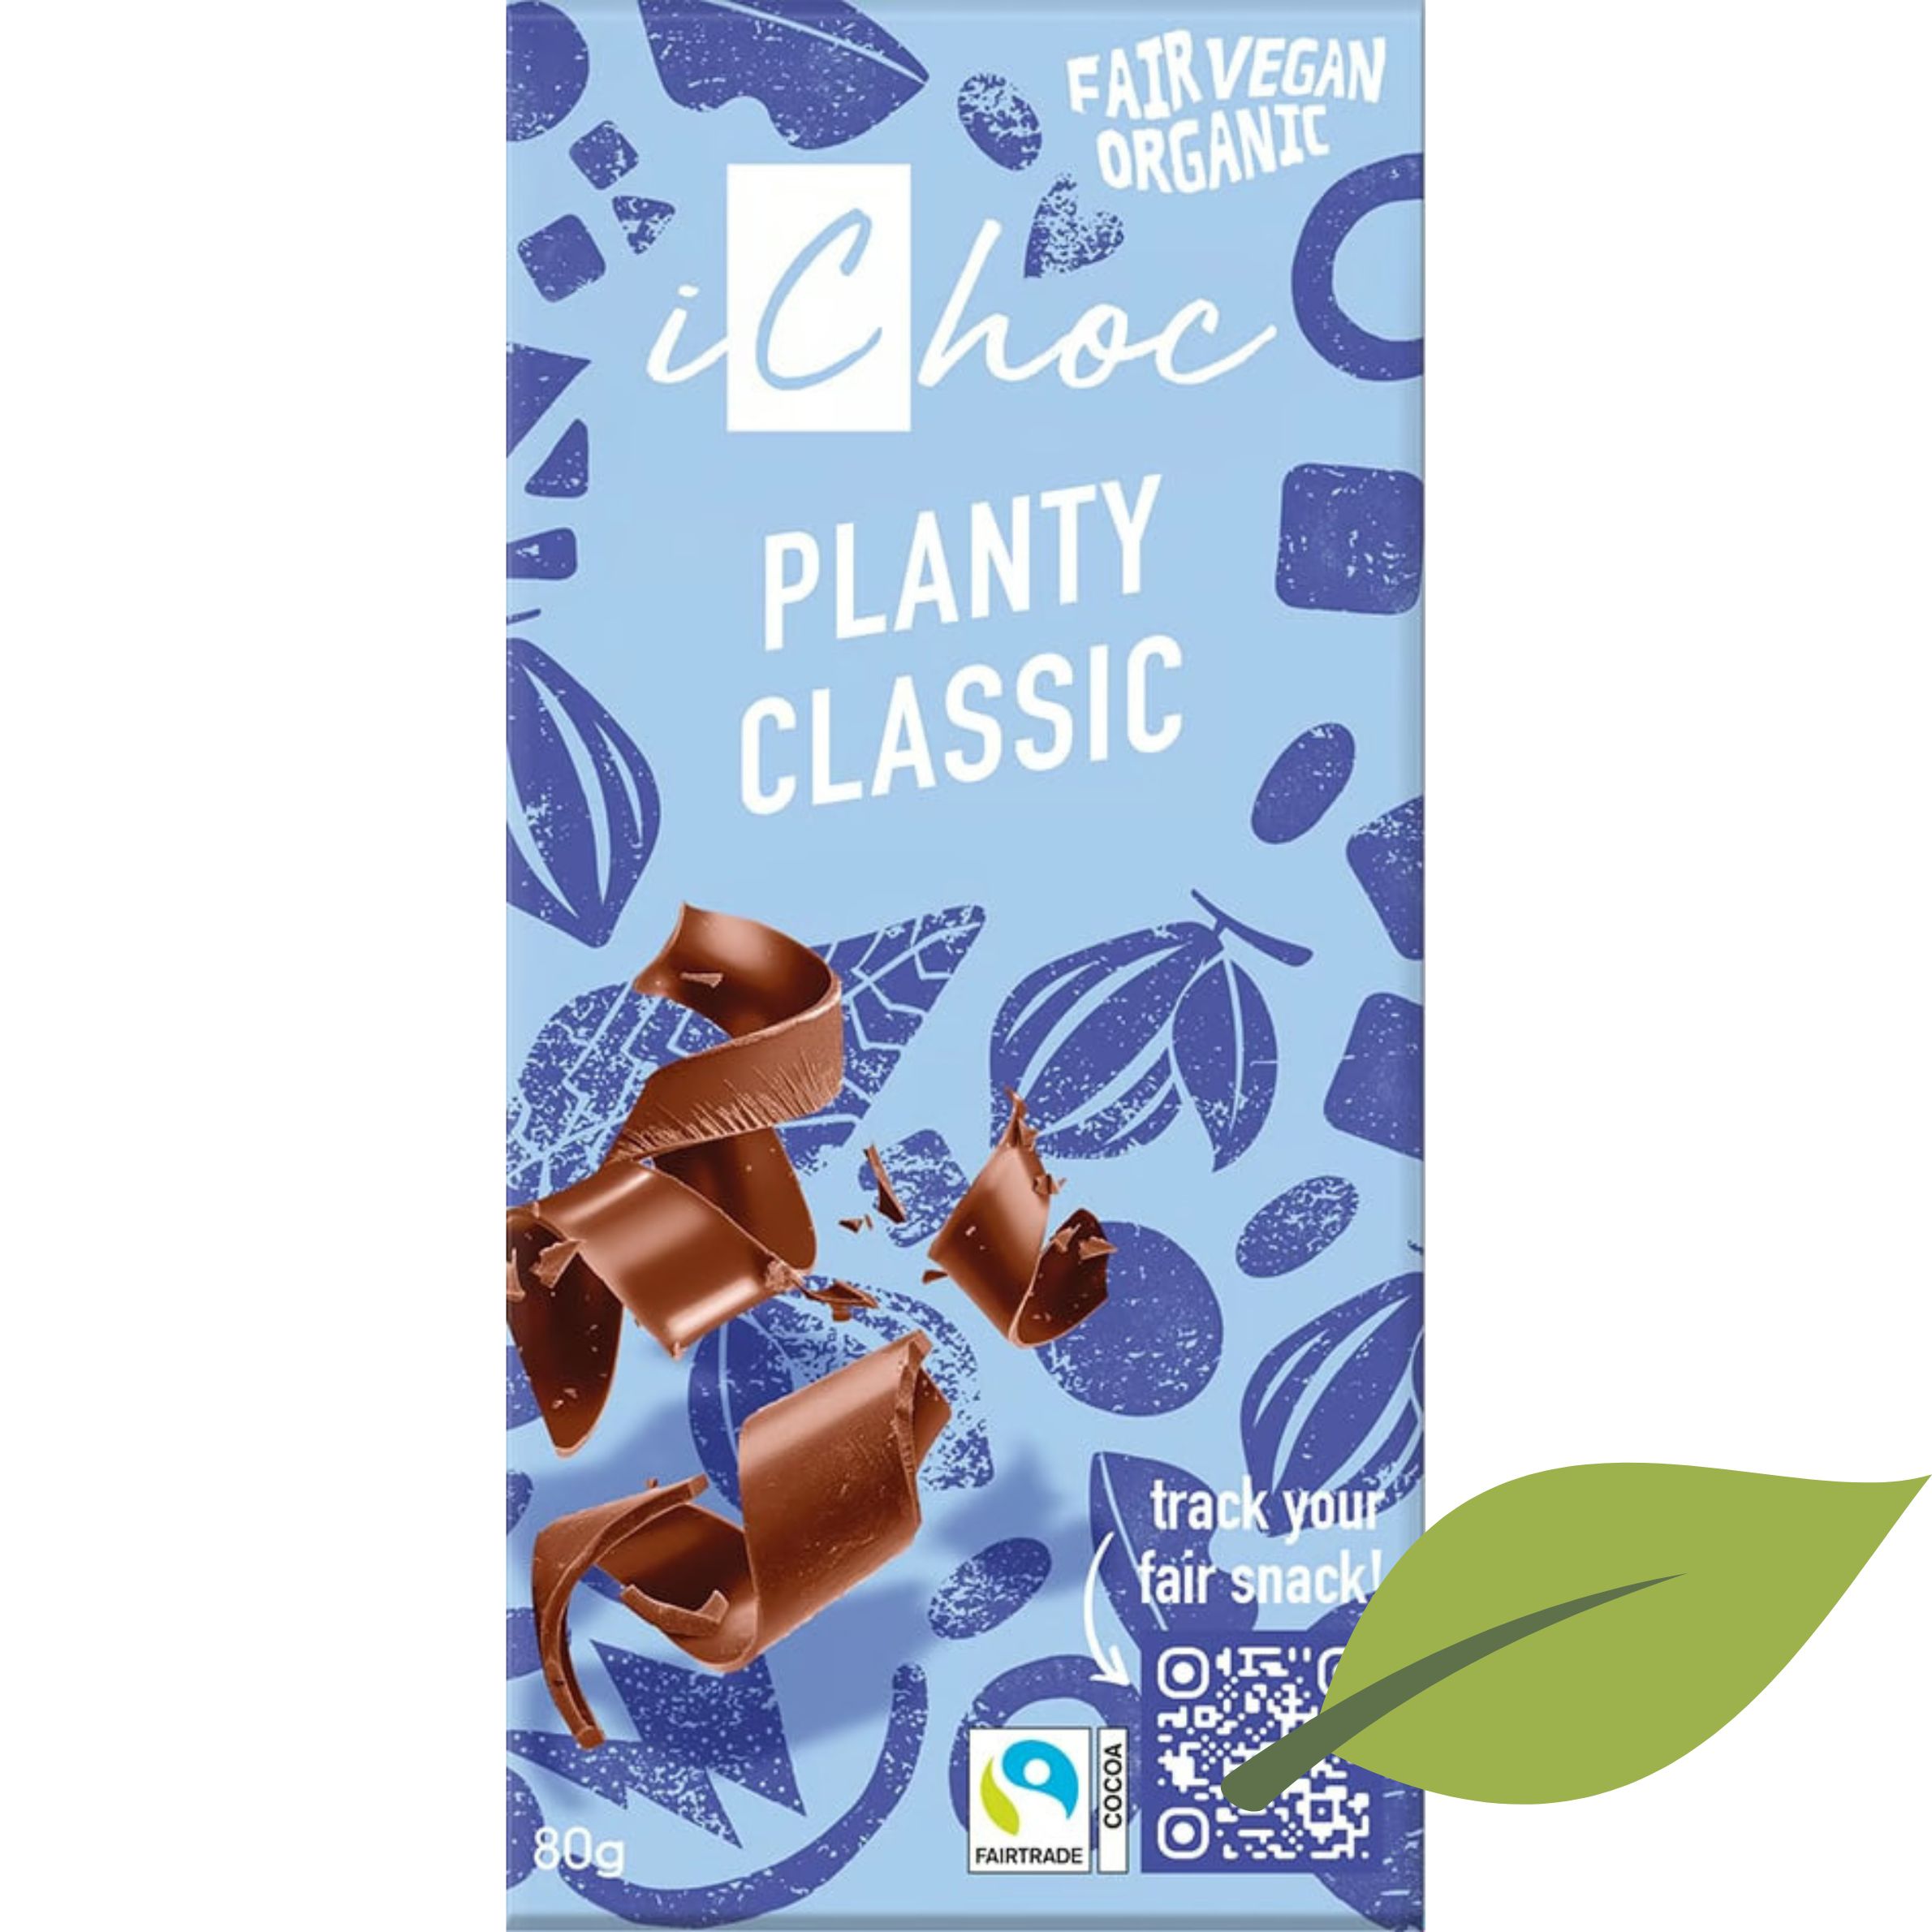 FAIR VEGAN
ORGANIC
iChoc
PLANTY
CLASSIC
track your
fair snack!
COCOA
FAIRTRADE
80g